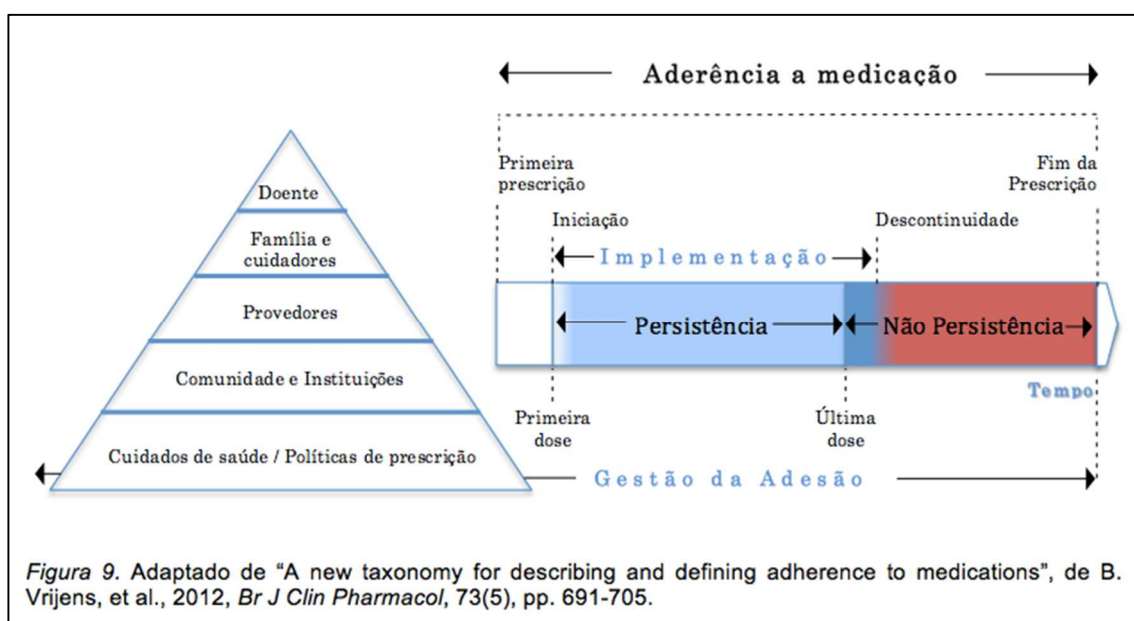 Aderência a medicação
Primeira
prescrição
Fim da
Prescrição
Iniciação
Descontinuidade
Implementação
Persistência
Não Persistência
Tempo
Primeira
dose
Última
dose
Gestão da Adesão
Doente
Família e
cuidadores
Provedores
Comunidade e Instituições
Cuidados de saúde / Políticas de prescrição
Figura 9. Adaptado de “A new taxonomy for describing and defining adherence to medications”, de B.
Vrijens, et al., 2012, Br J Clin Pharmacol, 73(5), pp. 691-705.